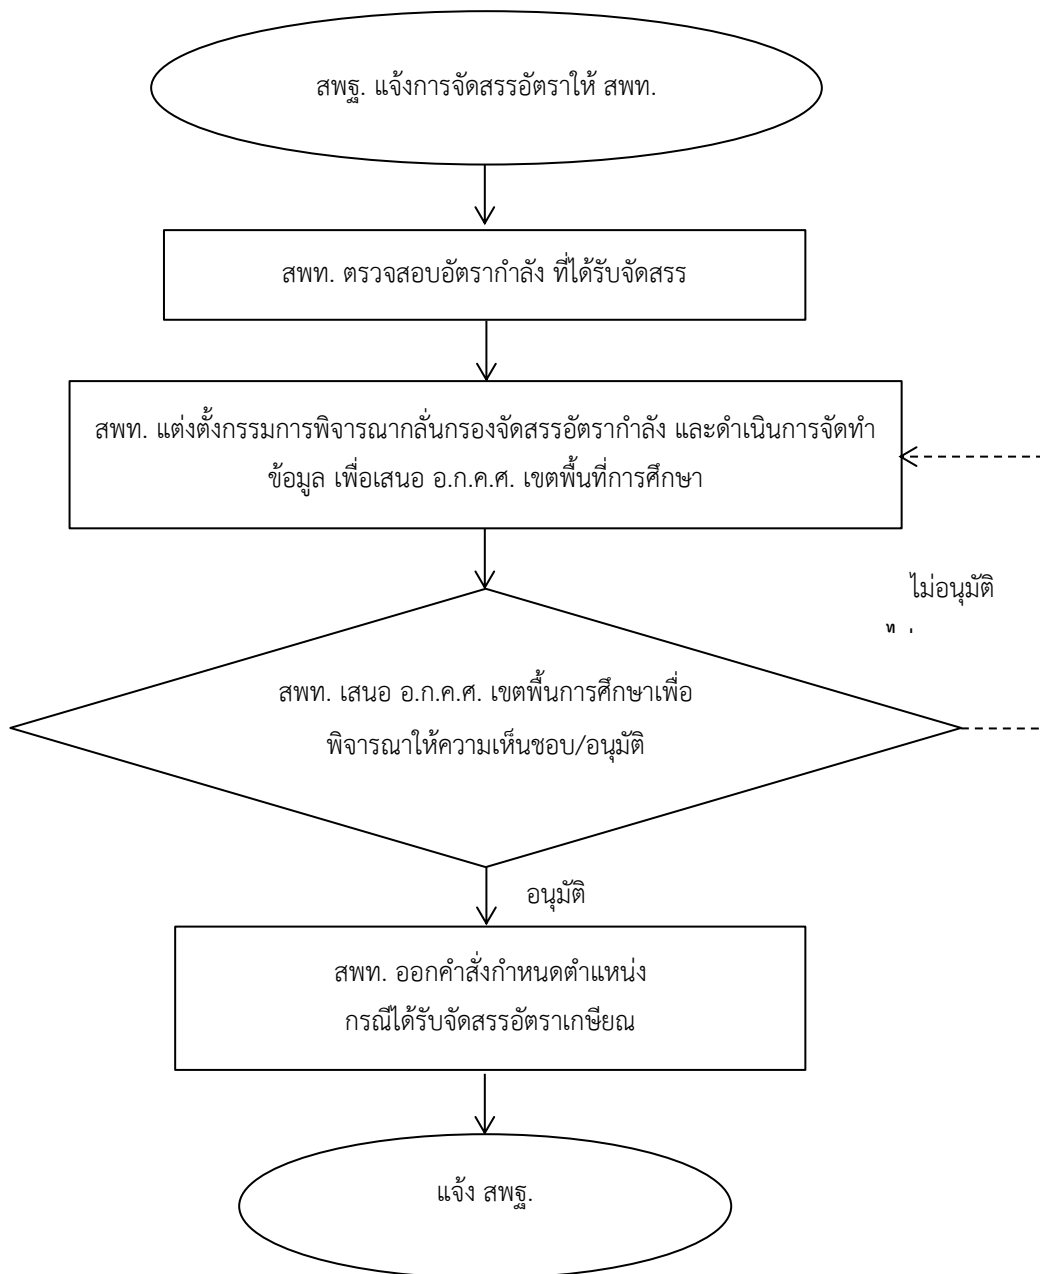 สพฐ. แจ้งการจัดสรรอัตราให้ สพท.
สพท. ตรวจสอบอัตรากำลัง ที่ได้รับจัดสรร
สพท. แต่งตั้งกรรมการพิจารณากลั่นกรองจัดสรรอัตรากำลัง และดำเนินการจัดทำ
ข้อมูล เพื่อเสนอ อ.ก.ค.ศ. เขตพื้นที่การศึกษา
ไม่อนุมัติ
สพท. เสนอ อ.ก.ค.ศ. เขตพื้นการศึกษาเพื่อ
พิจารณาให้ความเห็นชอบ/อนุมัติ
อนุมัติ
สพท. ออกคำสั่งกำหนดตำแหน่ง
กรณีได้รับจัดสรรอัตราเกษียณ
แจ้ง สพฐ.